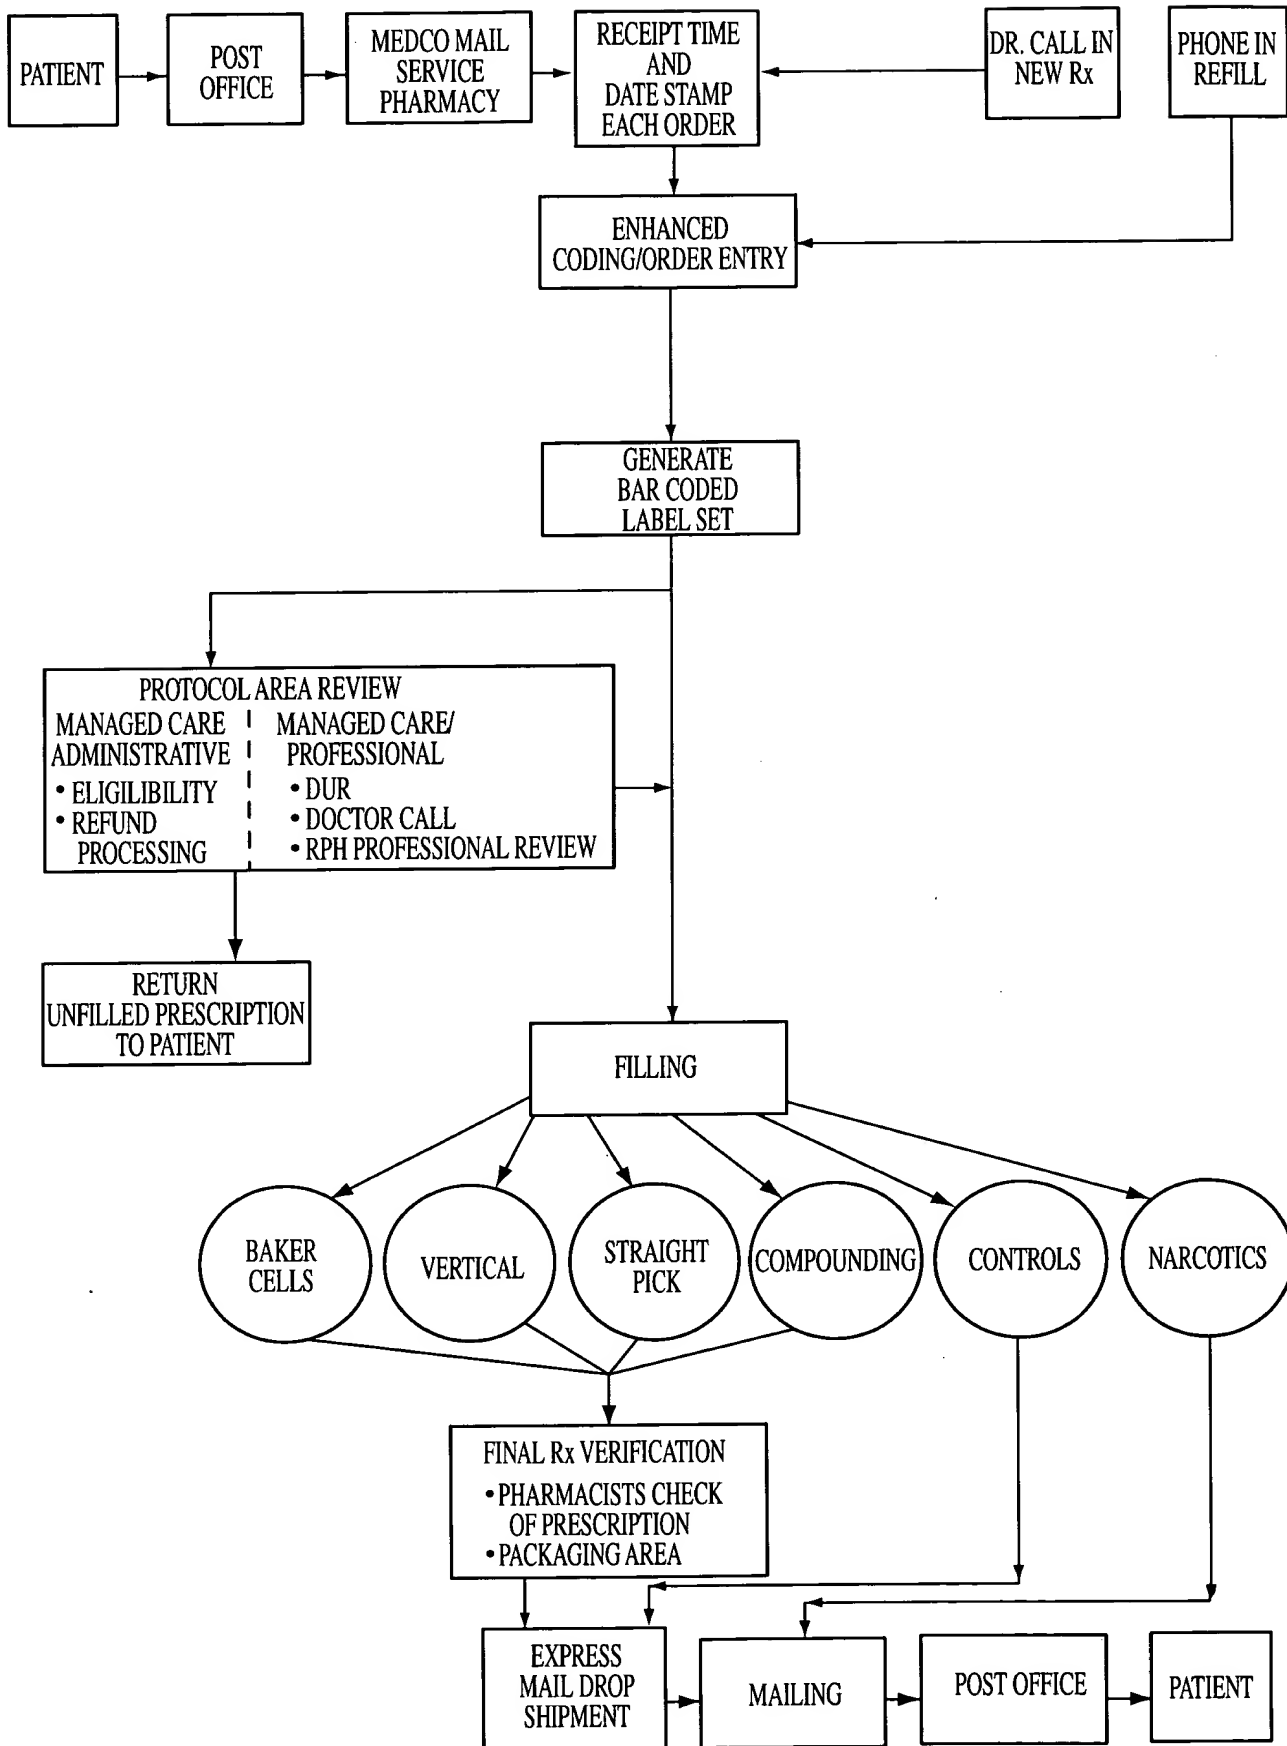 PATIENT
POST
OFFICE
MEDCO MAIL
SERVICE
PHARMACY
RECEIPT TIME
AND
DATE STAMP
EACH ORDER
DR. CALL IN
NEW Rx
PHONE IN
REFILL
ENHANCED
CODING/ORDER ENTRY
GENERATE
BAR CODED
LABEL SET
PROTOCOL AREA REVIEW
MANAGED CARE
ADMINISTRATIVE
• ELIGILIBILITY
• REFUND
PROCESSING
MANAGED CARE/
PROFESSIONAL
• DUR
• DOCTOR CALL
• RPH PROFESSIONAL REVIEW
RETURN
UNFILLED PRESCRIPTION
TO PATIENT
FILLING
BAKER
CELLS
VERTICAL
STRAIGHT
PICK
COMPOUNDING
CONTROLS
NARCOTICS
FINAL Rx VERIFICATION
• PHARMACISTS CHECK
OF PRESCRIPTION
• PACKAGING AREA
EXPRESS
MAIL DROP
SHIPMENT
MAILING
POST OFFICE
PATIENT